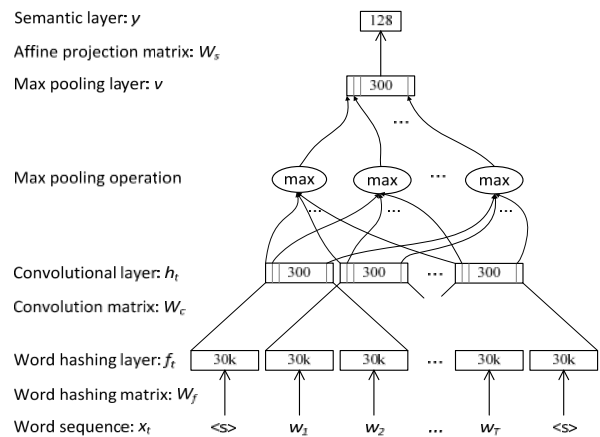 Semantic layer: y 128
Affine projection matrix: Ws
Max pooling layer: v 300
...
Max pooling operation max max ... max
... ... ...
Convolutional layer: ht 300 300 ... 300
Convolution matrix: Wc
Word hashing layer: ft 30k 30k 30k ... 30k 30k
Word hashing matrix: Wf
Word sequence: xt <s> w1 w2 ... wT <s>